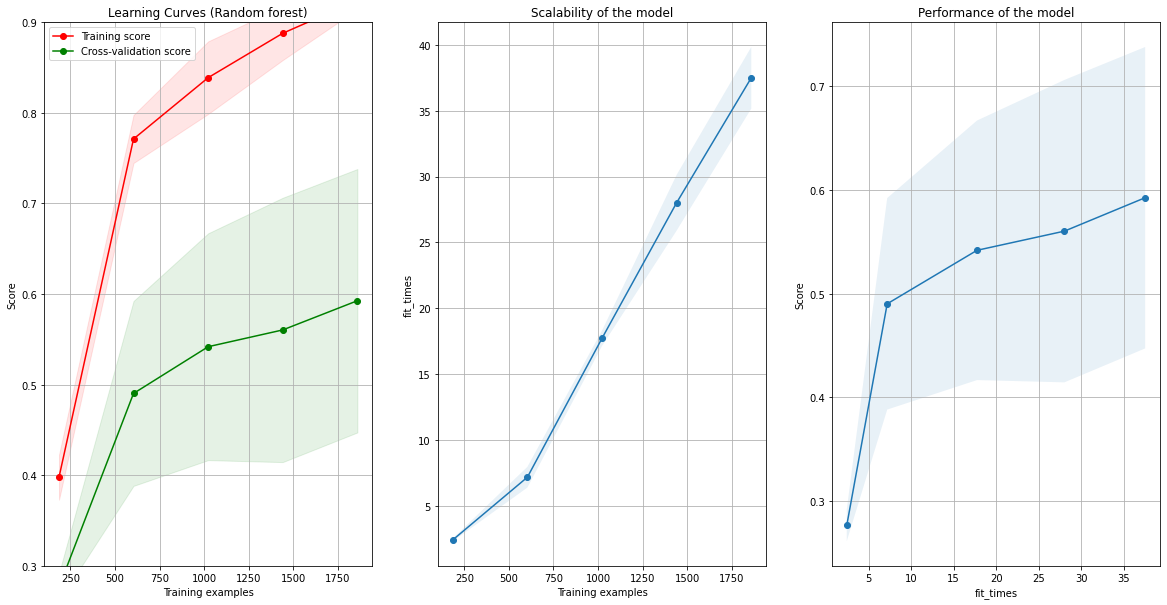 Learning Curves (Random forest)
Training score
Cross-validation score
0.9
0.8
0.7
0.6
0.5
0.4
0.3
Score
250 500 750 1000 1250 1500 1750
Training examples
Scalability of the model
40
35
30
25
20
15
10
5
fit_times
250 500 750 1000 1250 1500 1750
Training examples
Performance of the model
0.7
0.6
0.5
0.4
0.3
Score
5 10 15 20 25 30 35
fit_times